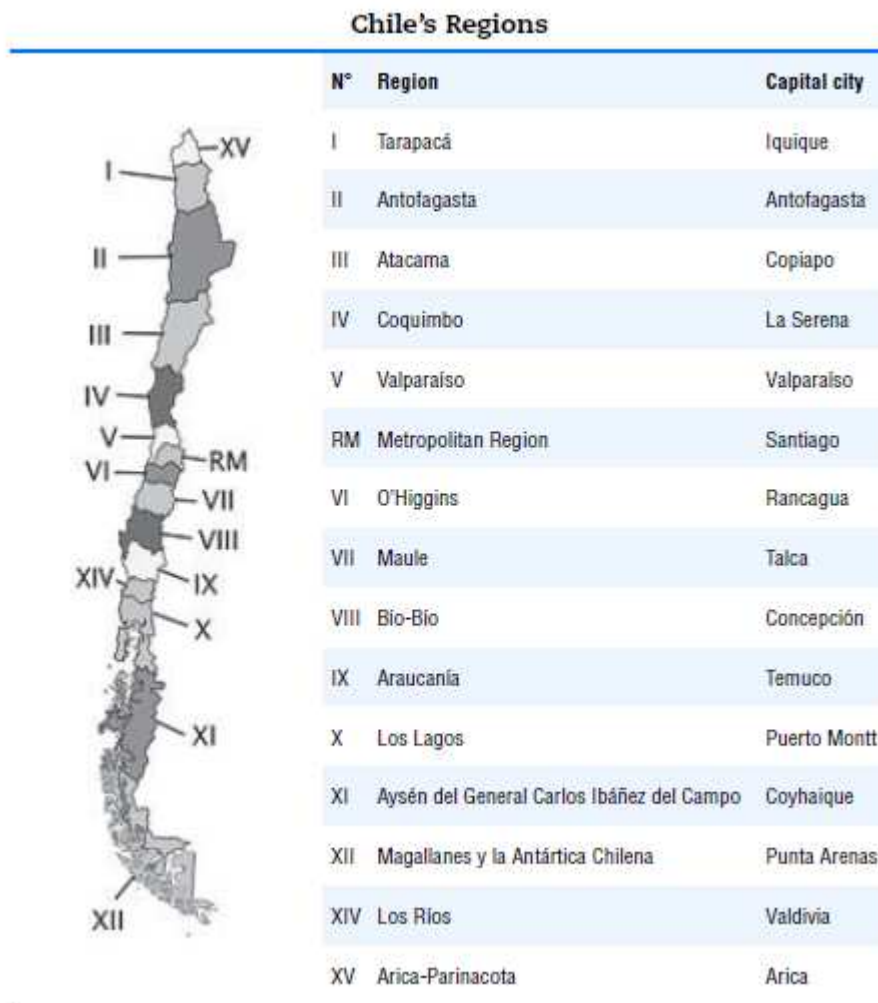 Chile's Regions
N° Region Capital city
I Tarapacá Iquique
II Antofagasta Antofagasta
III Atacama Copiapo
IV Coquimbo La Serena
V Valparaíso Valparaíso
RM Metropolitan Region Santiago
VI O'Higgins Rancagua
VII Maule Talca
VIII Bío-Bío Concepción
IX Araucanía Temuco
X Los Lagos Puerto Montt
XI Aysén del General Carlos Ibáñez del Campo Coyhaique
XII Magallanes y la Antártica Chilena Punta Arenas
XIV Los Ríos Valdivia
XV Arica-Parinacota Arica
XV
I
II
III
IV
V
RM
VI
VII
VIII
XIV
IX
X
XI
XII